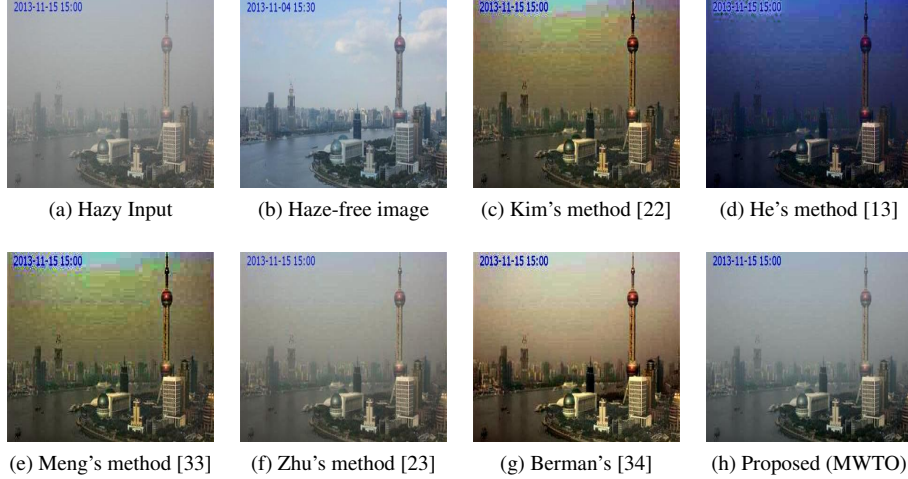 2013-11-15 15:00
2013-11-04 15:30
2013-11-15 15:00
2013-11-15 15:00
(a) Hazy Input
(b) Haze-free image
(c) Kim's method [22]
(d) He's method [13]
2013-11-15 15:00
2013-11-15 15:00
2013-11-15 15:00
2013-11-15 15:00
(e) Meng's method [33]
(f) Zhu's method [23]
(g) Berman's [34]
(h) Proposed (MWTO)